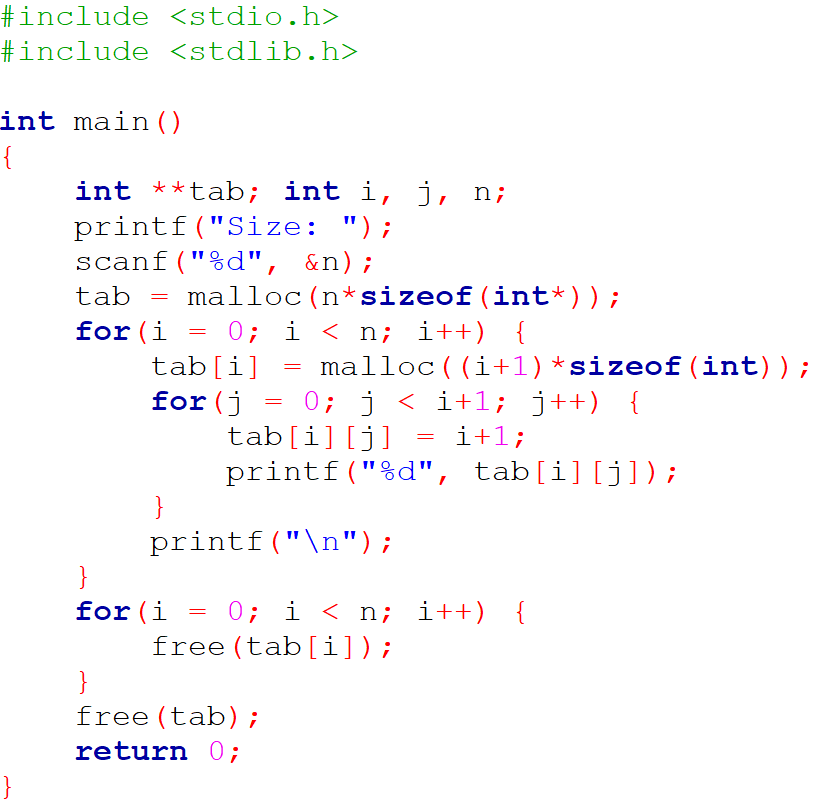 #include <stdio.h>
#include <stdlib.h>

int main()
{
    int **tab; int i, j, n;
    printf("Size: ");
    scanf("%d", &n);
    tab = malloc(n*sizeof(int*));
    for(i = 0; i < n; i++) {
        tab[i] = malloc((i+1)*sizeof(int));
        for(j = 0; j < i+1; j++) {
            tab[i][j] = i+1;
            printf("%d", tab[i][j]);
        }
        printf("\n");
    }
    for(i = 0; i < n; i++) {
        free(tab[i]);
    }
    free(tab);
    return 0;
}